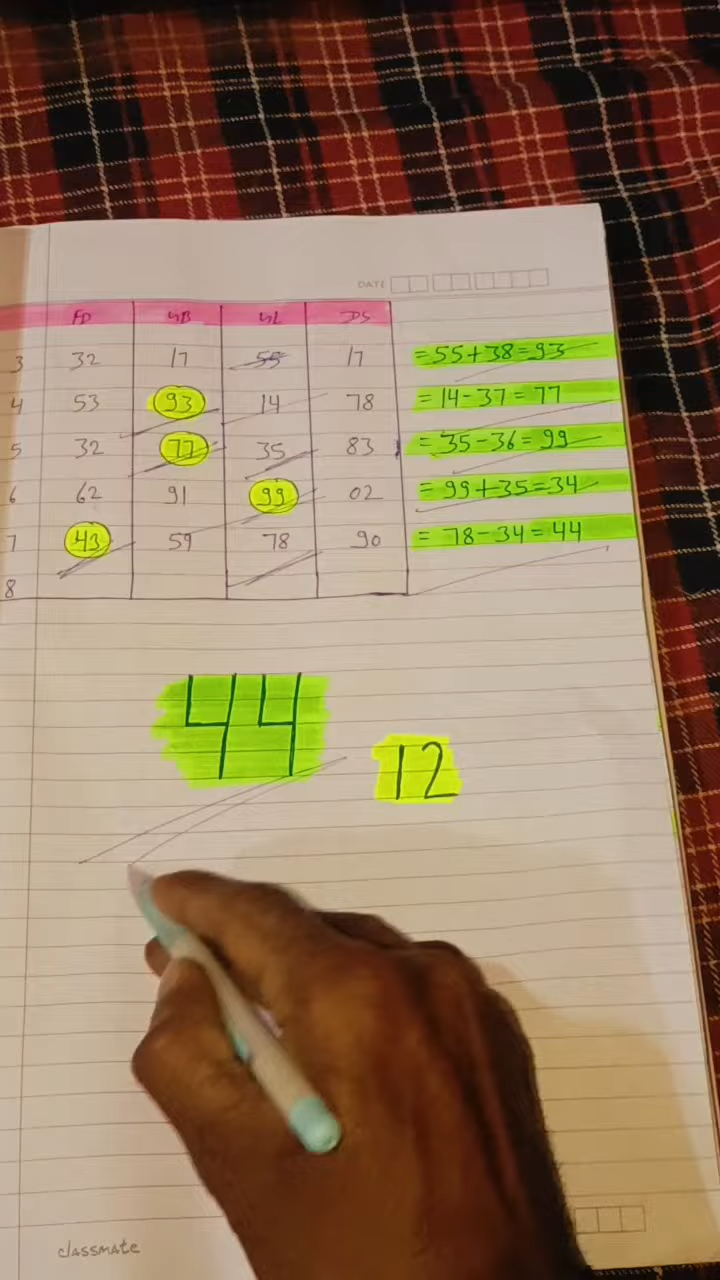 DATE
FD GB GL DS
3 32 17 55 17 =55+38=93
4 53 93 14 78 =14-37=77
5 32 77 35 83 =35-36=99
6 62 91 99 02 =99+35=34
7 43 59 78 90 =78-34=44
8
44
12
classmate